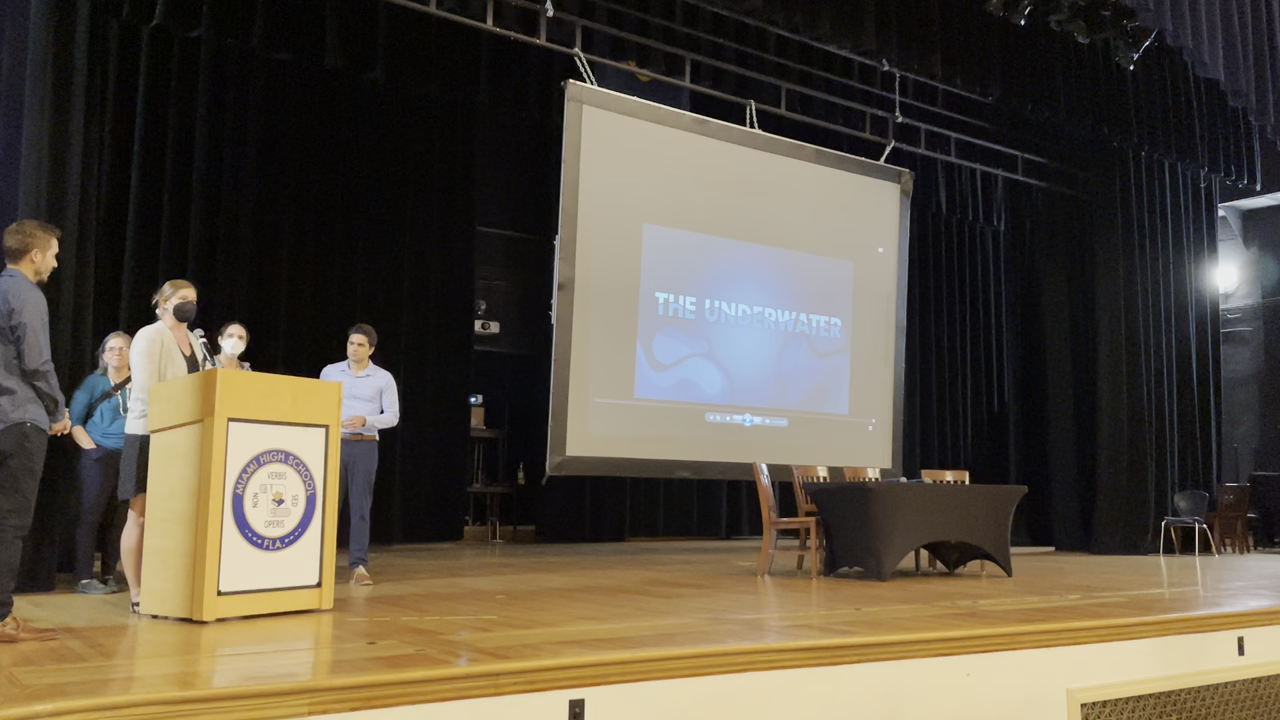 THE UNDERWATER
MIAMI HIGH SCHOOL
VERBIS
NON
SED
OPERIS
FLA.